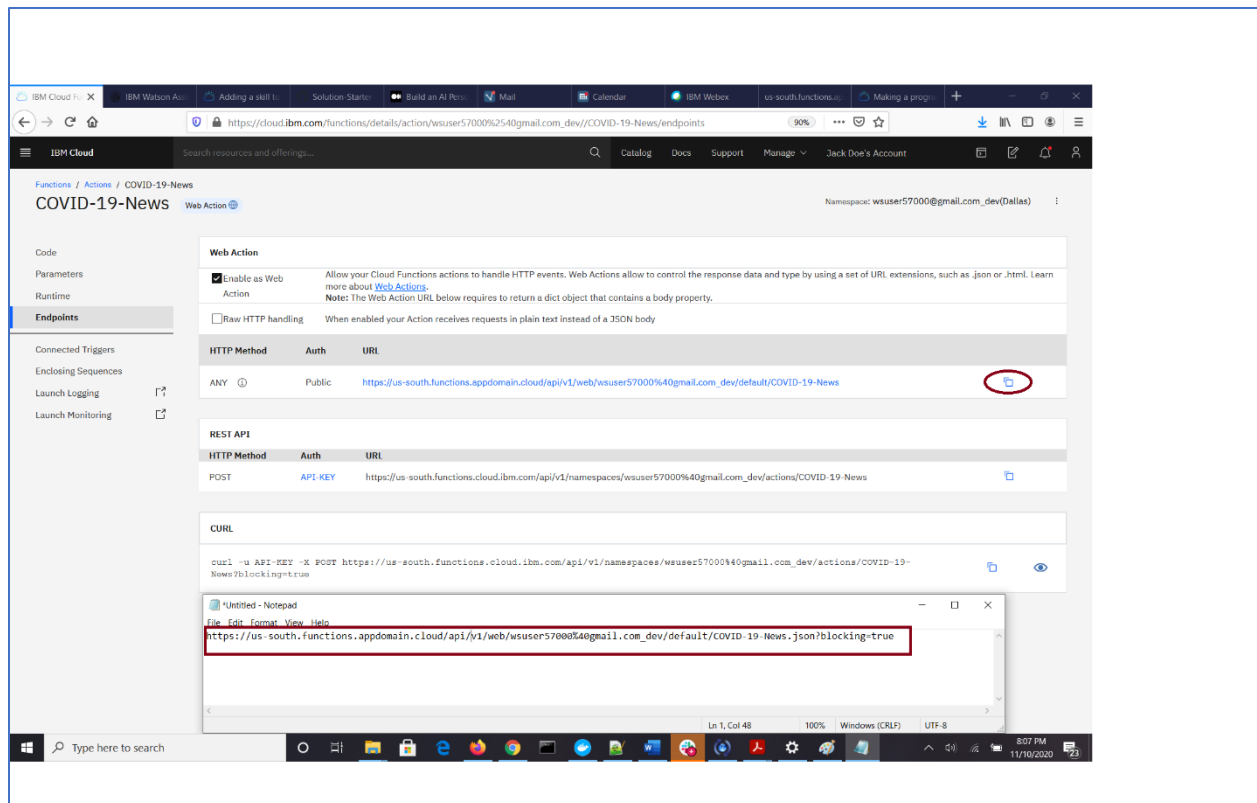 IBM Cloud Fu
IBM Watson Ass
Adding a skill to
Solution-Starter
Build an AI Pers
Mail
Calendar
IBM Webex
us-south.functions.ap
Making a progra
https://cloud.ibm.com/functions/details/action/wsuser57000%2540gmail.com_dev//COVID-19-News/endpoints
90%
IBM Cloud
Search resources and offerings...
Catalog
Docs
Support
Manage
Jack Doe's Account
Functions / Actions / COVID-19-News
COVID-19-News
Web Action
Namespace: wsuser57000@gmail.com_dev(Dallas)
Code
Parameters
Runtime
Endpoints
Connected Triggers
Enclosing Sequences
Launch Logging
Launch Monitoring
Web Action
Enable as Web
Action
Allow your Cloud Functions actions to handle HTTP events. Web Actions allow to control the response data and type by using a set of URL extensions, such as .json or .html. Learn
more about Web Actions.
Note: The Web Action URL below requires to return a dict object that contains a body property.
Raw HTTP handling
When enabled your Action receives requests in plain text instead of a JSON body
HTTP Method Auth URL
ANY Public https://us-south.functions.appdomain.cloud/api/v1/web/wsuser57000%40gmail.com_dev/default/COVID-19-News
REST API
HTTP Method Auth URL
POST API-KEY https://us-south.functions.cloud.ibm.com/api/v1/namespaces/wsuser57000%40gmail.com_dev/actions/COVID-19-News
CURL
curl -u API-KEY -X POST https://us-south.functions.cloud.ibm.com/api/v1/namespaces/wsuser57000%40gmail.com_dev/actions/COVID-19-
News?blocking=true
*Untitled - Notepad
File Edit Format View Help
https://us-south.functions.appdomain.cloud/api/v1/web/wsuser57000%40gmail.com_dev/default/COVID-19-News.json?blocking=true
Ln 1, Col 48
100%
Windows (CRLF)
UTF-8
Type here to search
8:07 PM
11/10/2020
23